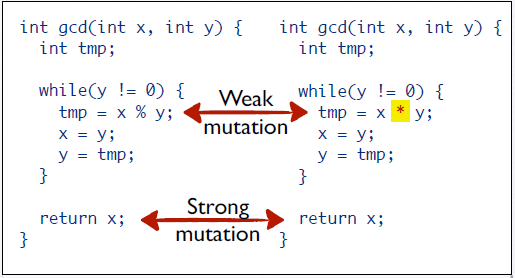 int gcd(int x, int y) {
int tmp;
while(y != 0) {
tmp = x % y;
x = y;
y = tmp;
}
return x;
}
Weak
mutation
Strong
mutation
int gcd(int x, int y) {
int tmp;
while(y != 0) {
tmp = x * y;
x = y;
y = tmp;
}
return x;
}